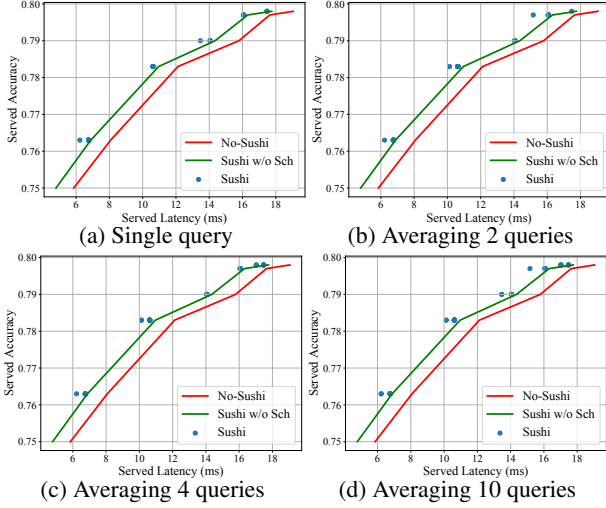 0.80
0.79
0.78
0.77
0.76
0.75
Served Accuracy
No-Sushi
Sushi w/o Sch
Sushi
6 8 10 12 14 16 18
Served Latency (ms)
(a) Single query
0.80
0.79
0.78
0.77
0.76
0.75
Served Accuracy
No-Sushi
Sushi w/o Sch
Sushi
6 8 10 12 14 16 18
Served Latency (ms)
(b) Averaging 2 queries
0.80
0.79
0.78
0.77
0.76
0.75
Served Accuracy
No-Sushi
Sushi w/o Sch
Sushi
6 8 10 12 14 16 18
Served Latency (ms)
(c) Averaging 4 queries
0.80
0.79
0.78
0.77
0.76
0.75
Served Accuracy
No-Sushi
Sushi w/o Sch
Sushi
6 8 10 12 14 16 18
Served Latency (ms)
(d) Averaging 10 queries